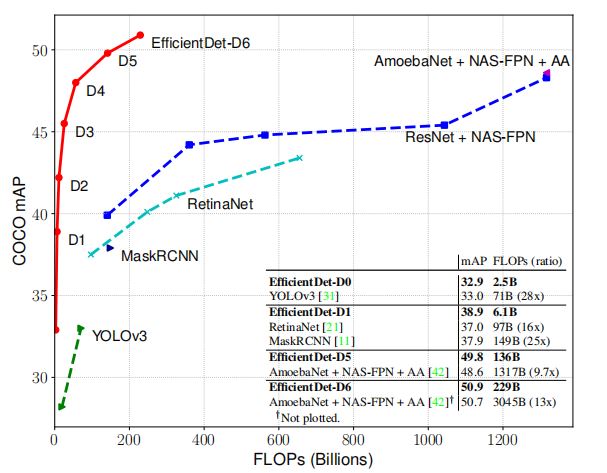 50
45
40
35
30
COCO mAP
EfficientDet-D6
D5
D4
D3
D2
D1
AmoebaNet + NAS-FPN + AA
ResNet + NAS-FPN
RetinaNet
MaskRCNN
YOLOv3
mAP FLOPs (ratio)
EfficientDet-D0 32.9 2.5B
YOLOv3 [31] 33.0 71B (28x)
EfficientDet-D1 38.9 6.1B
RetinaNet [21] 37.0 97B (16x)
MaskRCNN [11] 37.9 149B (25x)
EfficientDet-D5 49.8 136B
AmoebaNet + NAS-FPN + AA [42] 48.6 1317B (9.7x)
EfficientDet-D6 50.9 229B
AmoebaNet + NAS-FPN + AA [42]† 50.7 3045B (13x)
†Not plotted.
0 200 400 600 800 1000 1200
FLOPs (Billions)